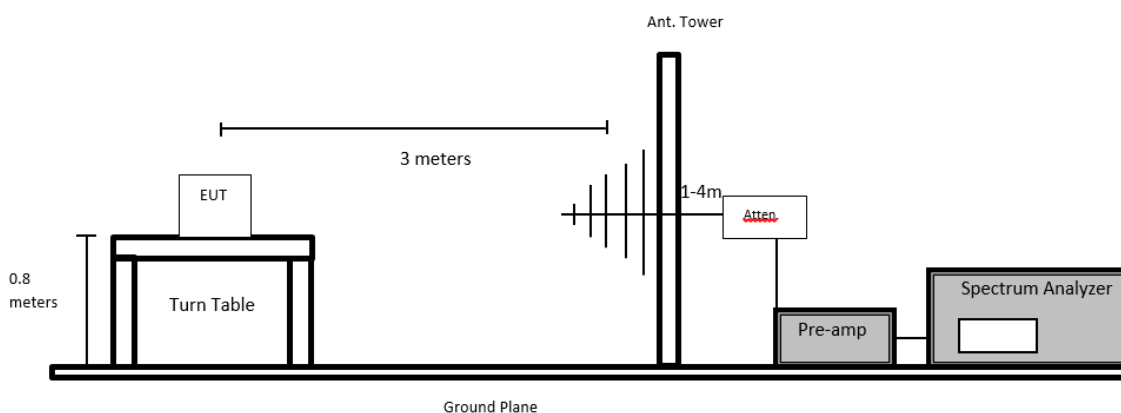 Ant. Tower
3 meters
EUT
1-4m
Atten
0.8
meters
Turn Table
Spectrum Analyzer
Pre-amp
Ground Plane